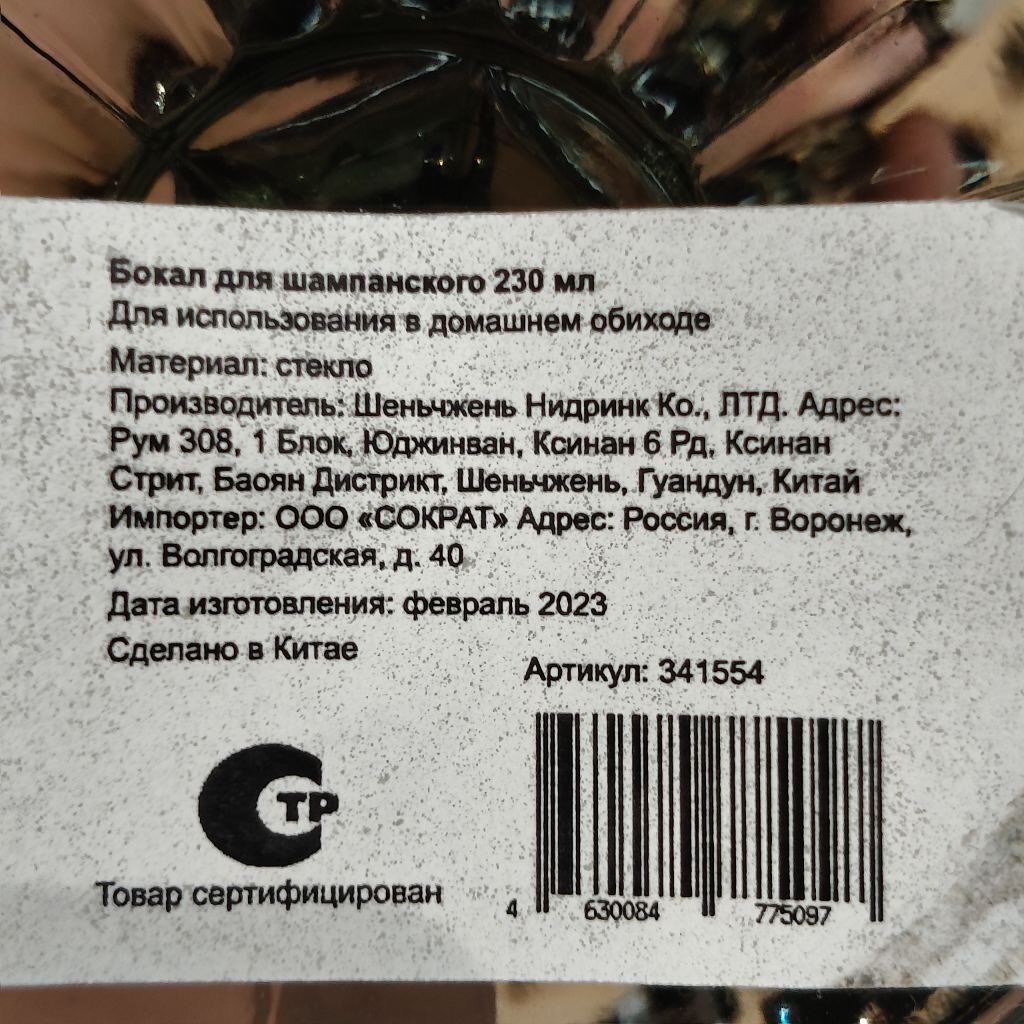 Бокал для шампанского 230 мл
Для использования в домашнем обиходе
Материал: стекло
Производитель: Шеньчжень Нидринк Ко., ЛТД. Адрес:
Рум 308, 1 Блок, Юджинван, Ксинан 6 Рд, Ксинан
Стрит, Баоян Дистрикт, Шеньчжень, Гуандун, Китай
Импортер: ООО «СОКРАТ» Адрес: Россия, г. Воронеж,
ул. Волгоградская, д. 40
Дата изготовления: февраль 2023
Сделано в Китае
Артикул: 341554
СТР
Товар сертифицирован
4 630084 775097